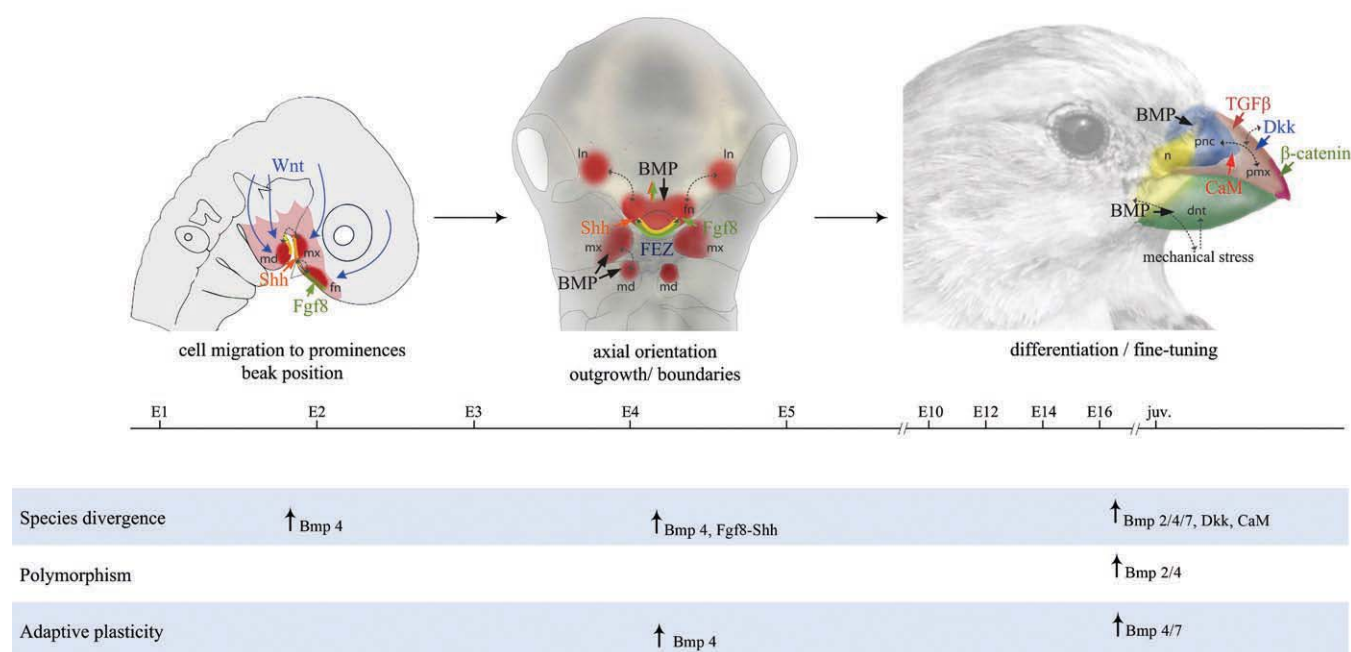 Wnt
md
mx
Shh
fn
Fgf8
cell migration to prominences
beak position
ln
BMP
ln
fn
Shh
Fgf8
mx
FEZ
mx
BMP
md
md
axial orientation
outgrowth/ boundaries
TGFβ
BMP
Dkk
pnc
β-catenin
n
pmx
CaM
BMP
dnt
mechanical stress
differentiation / fine-tuning
E1 E2 E3 E4 E5 E10 E12 E14 E16 juv.
Species divergence Bmp 4 Bmp 4, Fgf8-Shh Bmp 2/4/7, Dkk, CaM
Polymorphism Bmp 2/4
Adaptive plasticity Bmp 4 Bmp 4/7